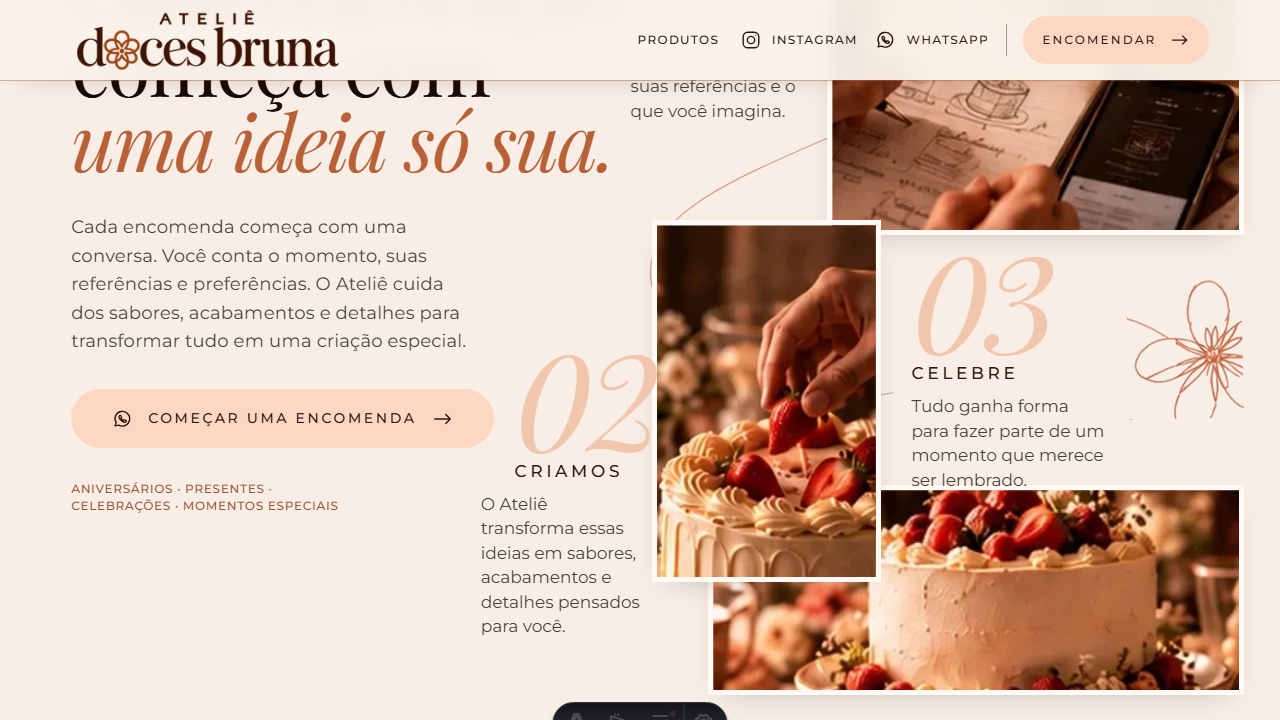 ATELIÊ
doces bruna
PRODUTOS
INSTAGRAM
WHATSAPP
ENCOMENDAR
começa com
uma ideia só sua.
suas referências e o
que você imagina.
Cada encomenda começa com uma
conversa. Você conta o momento, suas
referências e preferências. O Ateliê cuida
dos sabores, acabamentos e detalhes para
transformar tudo em uma criação especial.
COMEÇAR UMA ENCOMENDA
ANIVERSÁRIOS · PRESENTES ·
CELEBRAÇÕES · MOMENTOS ESPECIAIS
02
CRIAMOS
O Ateliê
transforma essas
ideias em sabores,
acabamentos e
detalhes pensados
para você.
03
CELEBRE
Tudo ganha forma
para fazer parte de um
momento que merece
ser lembrado.